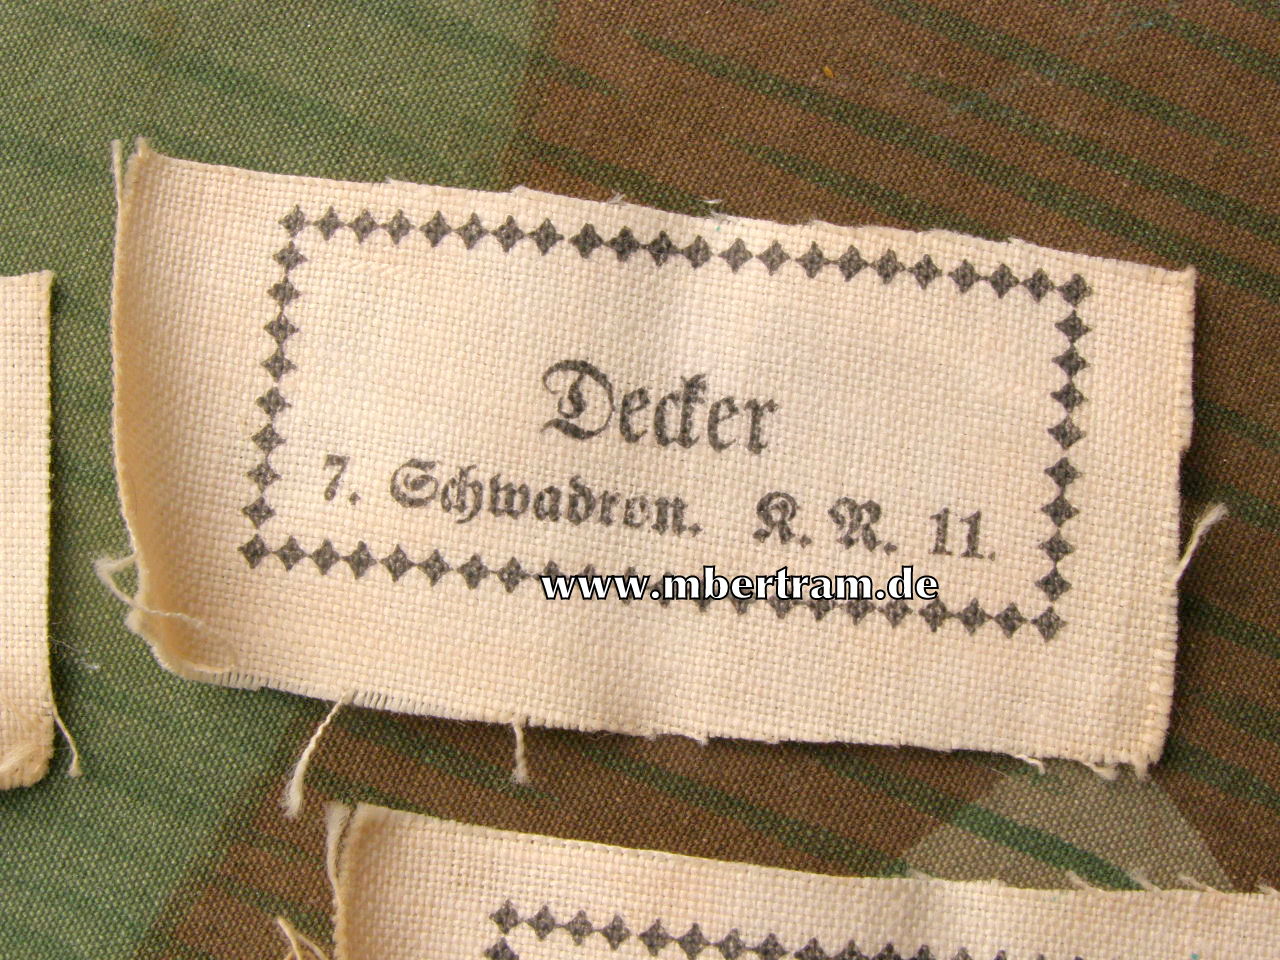 Decker
7. Schwadron. K. R. 11.
www.mbertram.de